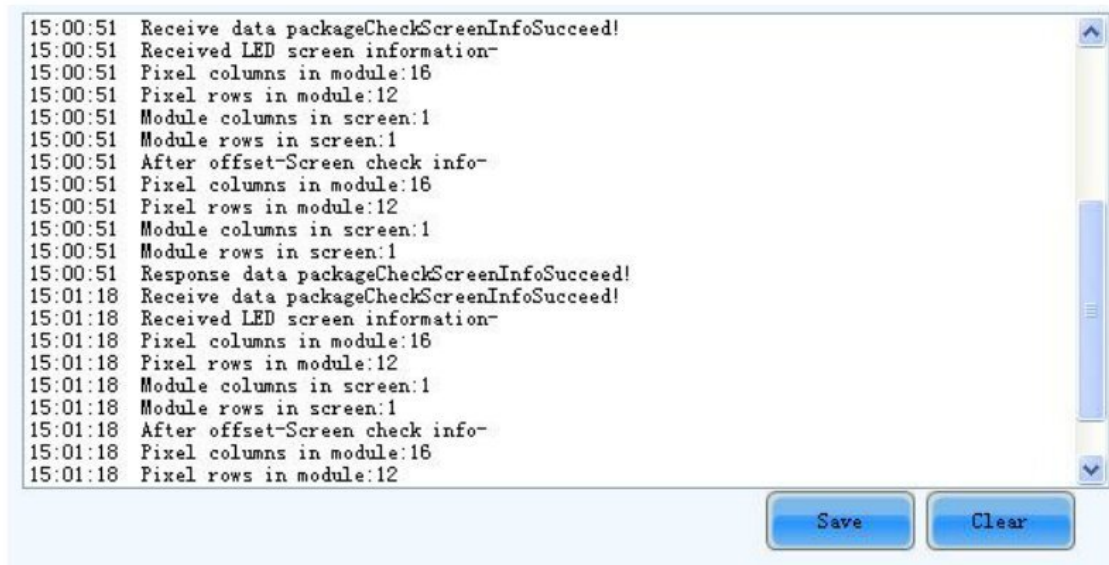 15:00:51 Receive data packageCheckScreenInfoSucceed!
15:00:51 Received LED screen information-
15:00:51 Pixel columns in module:16
15:00:51 Pixel rows in module:12
15:00:51 Module columns in screen:1
15:00:51 Module rows in screen:1
15:00:51 After offset-Screen check info-
15:00:51 Pixel columns in module:16
15:00:51 Pixel rows in module:12
15:00:51 Module columns in screen:1
15:00:51 Module rows in screen:1
15:00:51 Response data packageCheckScreenInfoSucceed!
15:01:18 Receive data packageCheckScreenInfoSucceed!
15:01:18 Received LED screen information-
15:01:18 Pixel columns in module:16
15:01:18 Pixel rows in module:12
15:01:18 Module columns in screen:1
15:01:18 Module rows in screen:1
15:01:18 After offset-Screen check info-
15:01:18 Pixel columns in module:16
15:01:18 Pixel rows in module:12
Save Clear